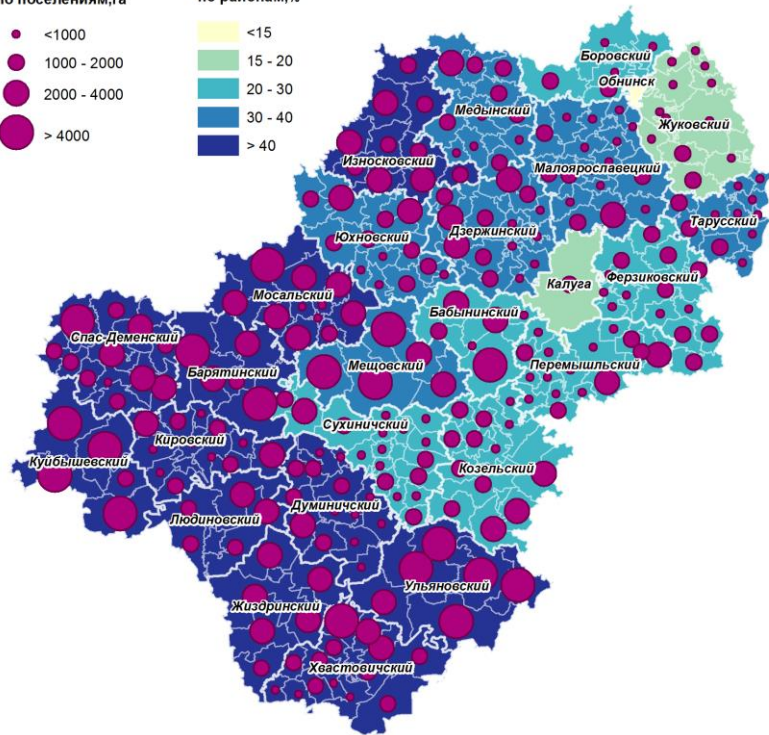 по поселениям,га
по районам,%
<1000
1000 - 2000
2000 - 4000
> 4000
<15
15 - 20
20 - 30
30 - 40
> 40
Боровский
Обнинск
Медынский
Жуковский
Износковский
Малоярославецкий
Тарусский
Юхновский
Дзержинский
Ферзиковский
Калуга
Мосальский
Бабынинский
Спас-Деменский
Перемышльский
Барятинский
Мещовский
Сухиничский
Кировский
Куйбышевский
Козельский
Думиничский
Людиновский
Ульяновский
Жиздринский
Хвастовичский